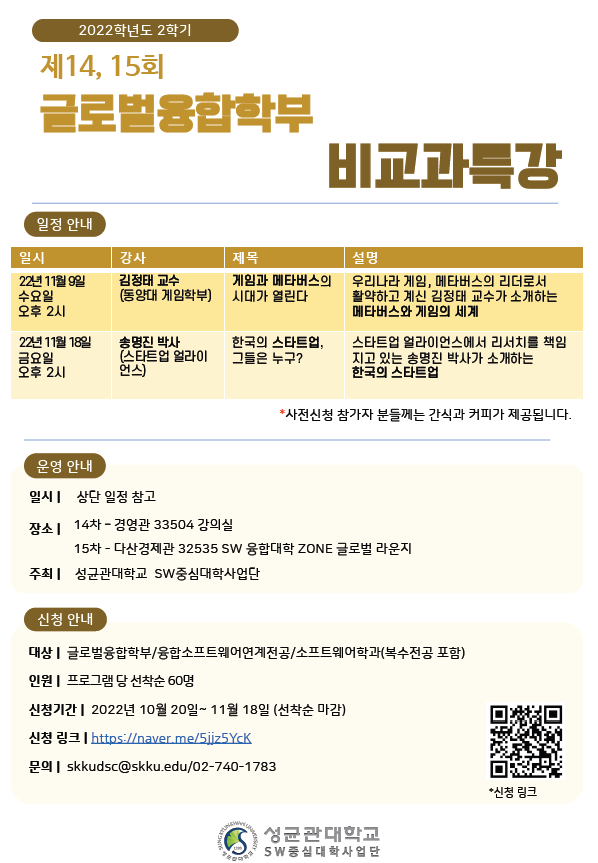 2022학년도 2학기
제14, 15회
글로벌융합학부
비교과특강
일정 안내
일시 강사 제목 설명
22년 11월 9일
수요일
오후 2시
김정태 교수
(동양대 게임학부)
게임과 메타버스의
시대가 열린다
우리나라 게임, 메타버스의 리더로서
활약하고 계신 김정태 교수가 소개하는
메타버스와 게임의 세계
22년 11월 18일
금요일
오후 2시
송명진 박사
(스타트업 얼라이
언스)
한국의 스타트업,
그들은 누구?
스타트업 얼라이언스에서 리서치를 책임
지고 있는 송명진 박사가 소개하는
한국의 스타트업
*사전신청 참가자 분들께는 간식과 커피가 제공됩니다.
운영 안내
일시 | 상단 일정 참고
장소 | 14차 – 경영관 33504 강의실
15차 - 다산경제관 32535 SW 융합대학 ZONE 글로벌 라운지
주최 | 성균관대학교 SW중심대학사업단
신청 안내
대상 | 글로벌융합학부/융합소프트웨어연계전공/소프트웨어학과(복수전공 포함)
인원 | 프로그램 당 선착순 60명
신청기간 | 2022년 10월 20일~ 11월 18일 (선착순 마감)
신청 링크 | https://naver.me/5jjz5YcK
문의 | skkudsc@skku.edu/02-740-1783
*신청 링크
성균관대학교
SW중심대학사업단